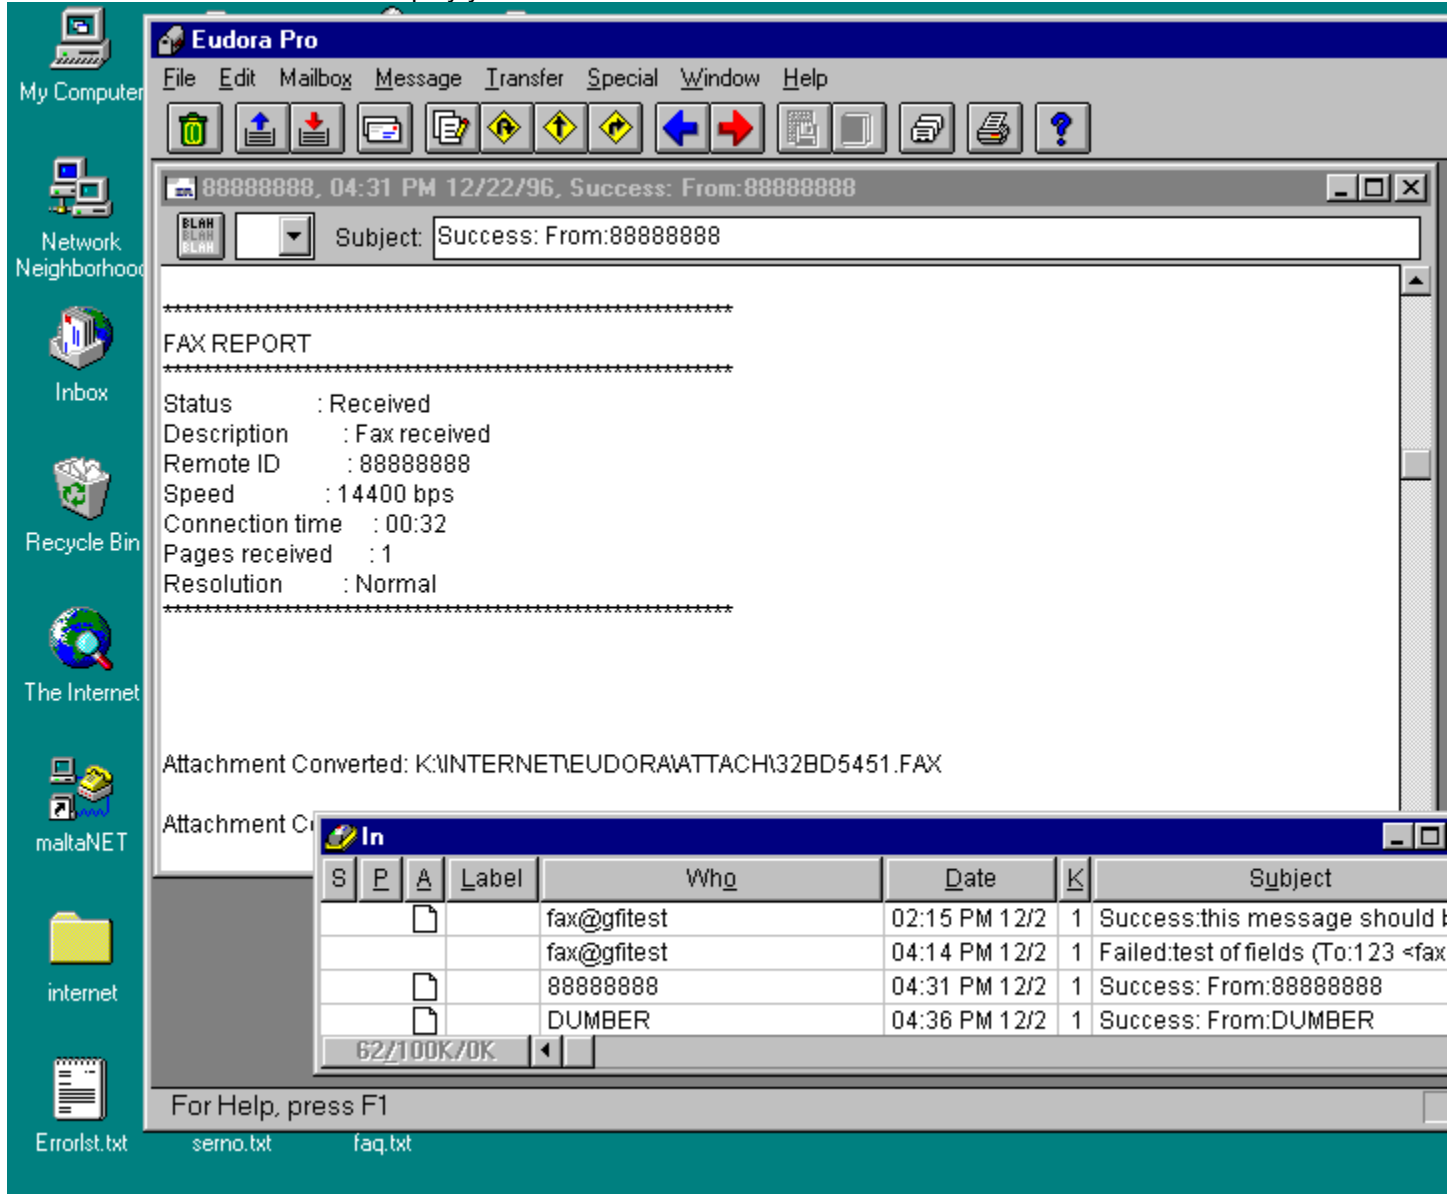 My Computer
Network
Neighborhood
Inbox
Recycle Bin
The Internet
maltaNET
internet
Errorlst.txt
serno.txt
faq.txt
Eudora Pro
File Edit Mailbox Message Transfer Special Window Help
88888888, 04:31 PM 12/22/96, Success: From:88888888
BLAH
BLAH
BLAH
Subject: Success: From:88888888
********************************************************
FAX REPORT
********************************************************
Status : Received
Description : Fax received
Remote ID : 88888888
Speed : 14400 bps
Connection time : 00:32
Pages received : 1
Resolution : Normal
********************************************************
Attachment Converted: K:\INTERNET\EUDORA\ATTACH\32BD5451.FAX
Attachment C
In
S P A Label Who Date K Subject
fax@gfitest 02:15 PM 12/2 1 Success:this message should b
fax@gfitest 04:14 PM 12/2 1 Failed:test of fields (To:123 <fax
88888888 04:31 PM 12/2 1 Success: From:88888888
DUMBER 04:36 PM 12/2 1 Success: From:DUMBER
62/100K/0K
For Help, press F1